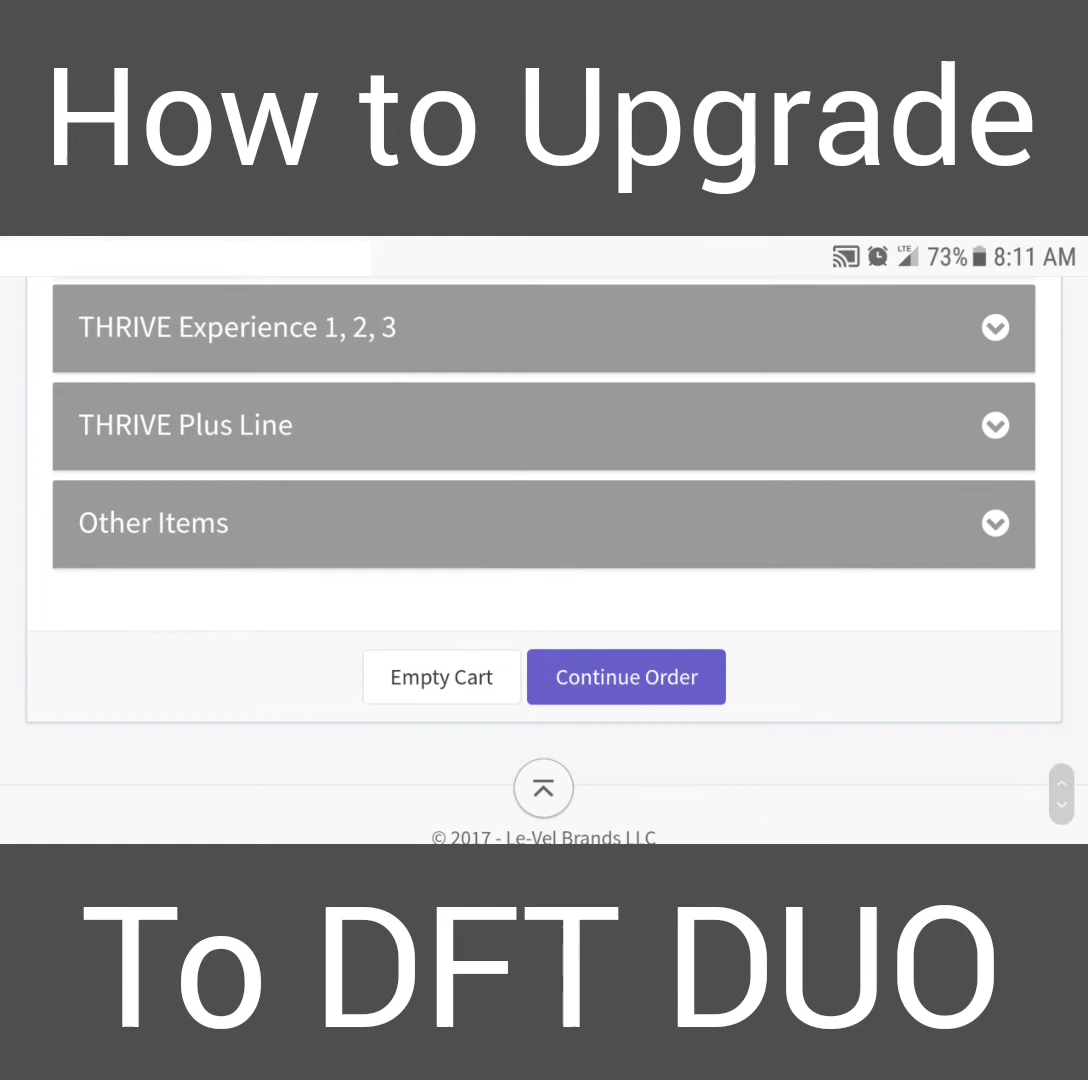 How to Upgrade
LTE 73% 8:11 AM
THRIVE Experience 1, 2, 3
THRIVE Plus Line
Other Items
Empty Cart
Continue Order
© 2017 - Le-Vel Brands LLC
To DFT DUO